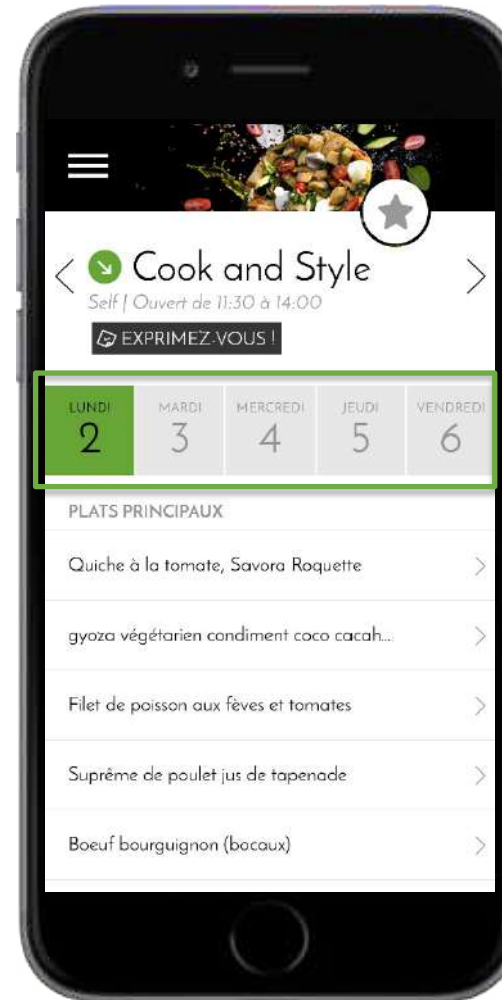 Cook and Style
Self | Ouvert de 11:30 à 14:00
EXPRIMEZ-VOUS !
LUNDI MARDI MERCREDI JEUDI VENDREDI
2 3 4 5 6
PLATS PRINCIPAUX
Quiche à la tomate, Savora Roquette
gyoza végétarien condiment coco cacah...
Filet de poisson aux fèves et tomates
Suprême de poulet jus de tapenade
Boeuf bourguignon (bocaux)